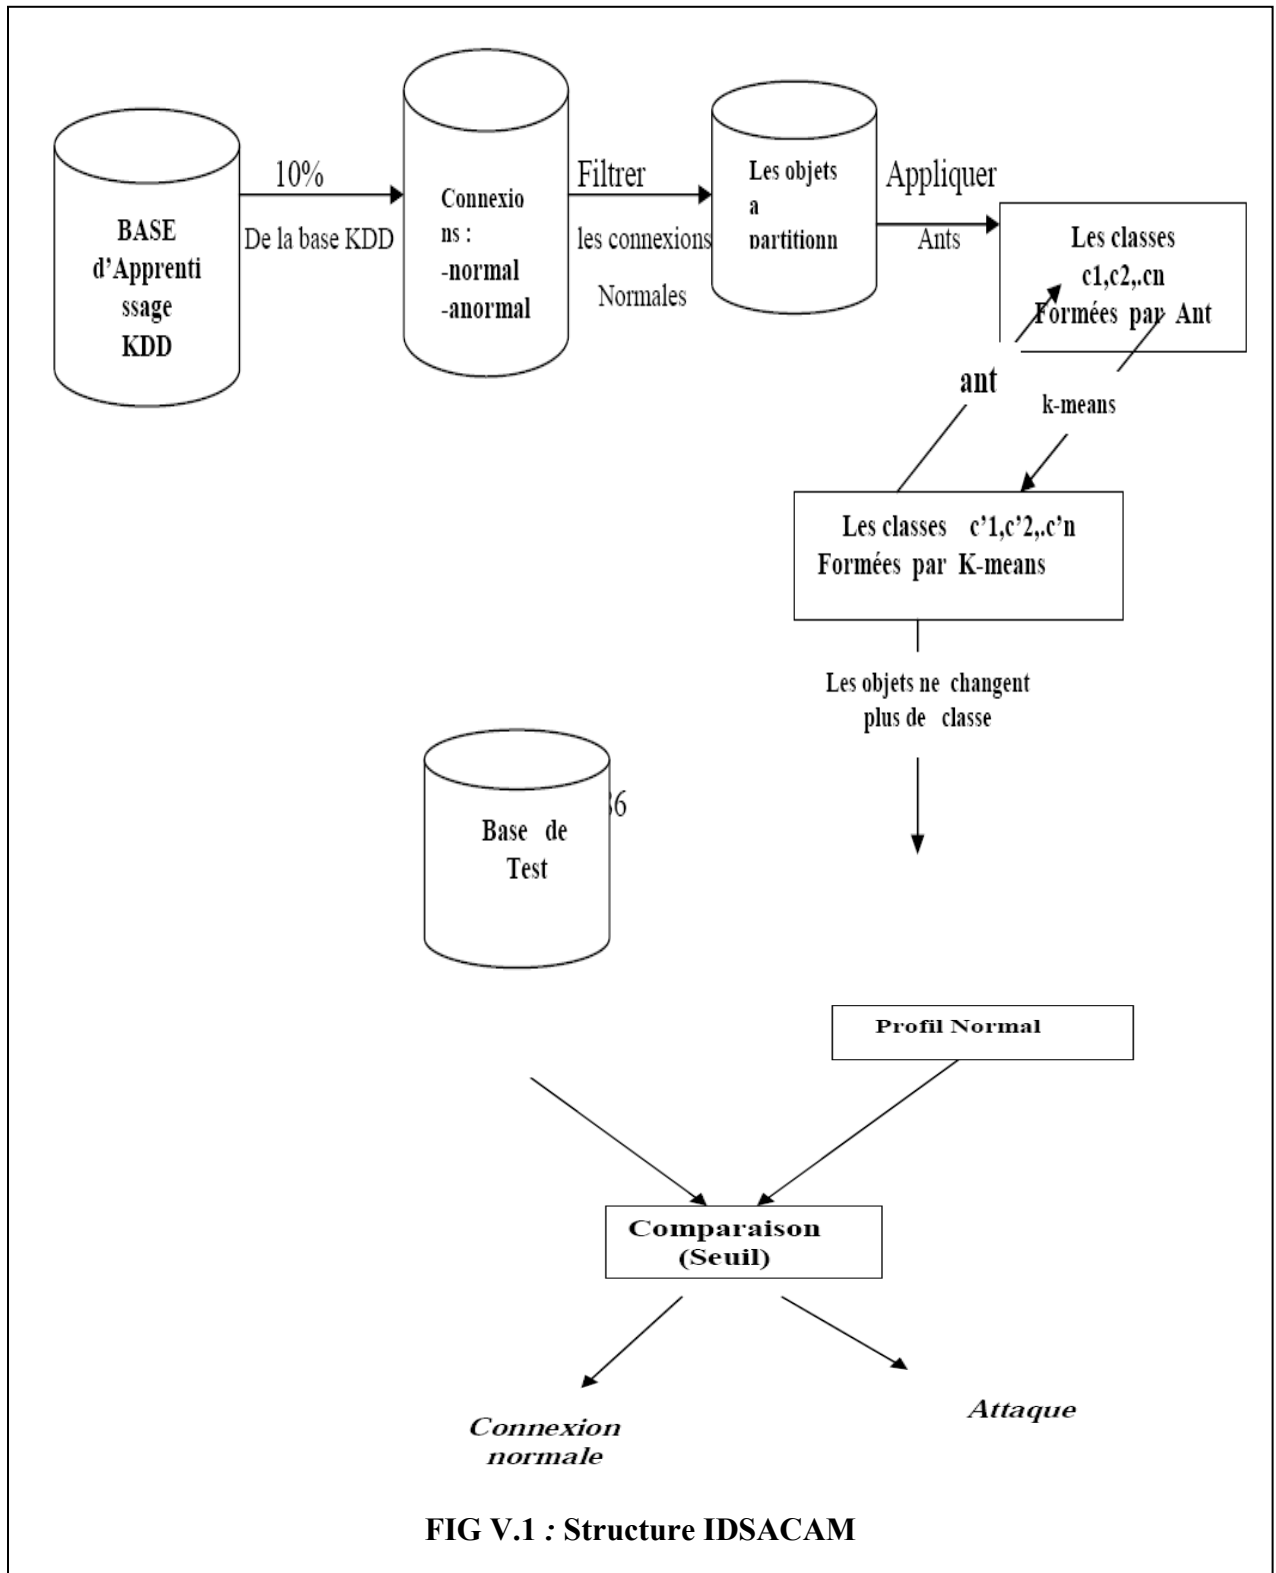 BASE
d'Apprenti
ssage
KDD
10%
De la base KDD
Connexio
ns :
-normal
-anormal
Filtrer
les connexions
Normales
Les objets
a
partitionn
Appliquer
Ants
Les classes
c1,c2,.cn
Formées par Ant
ant
k-means
Les classes c'1,c'2,.c'n
Formées par K-means
Les objets ne changent
plus de classe
Base de
Test
Profil Normal
Comparaison
(Seuil)
Connexion
normale
Attaque
FIG V.1 : Structure IDSACAM